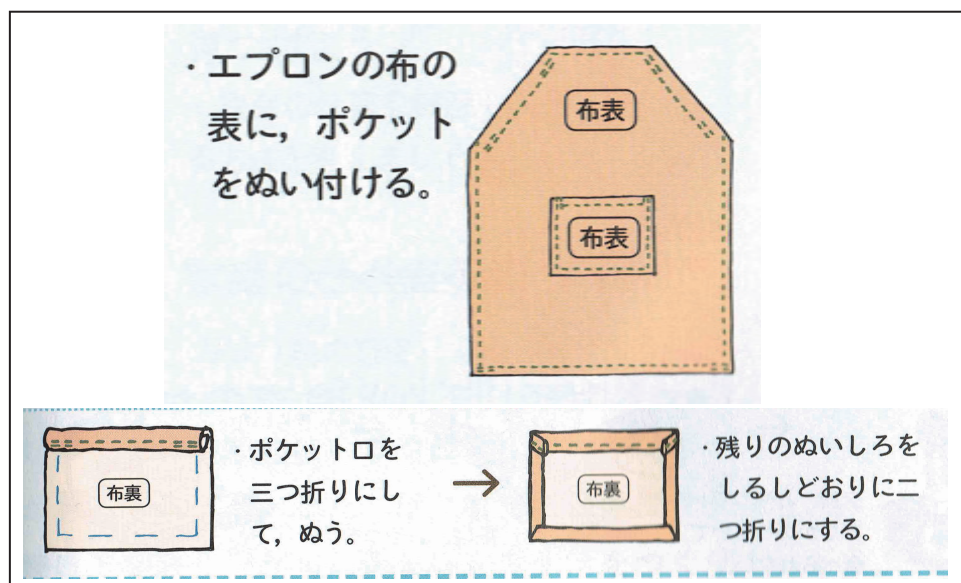 ・エプロンの布の
表に，ポケット
をぬい付ける。
布表
布表
布裏
・ポケット口を
三つ折りにし
て，ぬう。
布裏
・残りのぬいしろを
しるしどおりに二
つ折りにする。